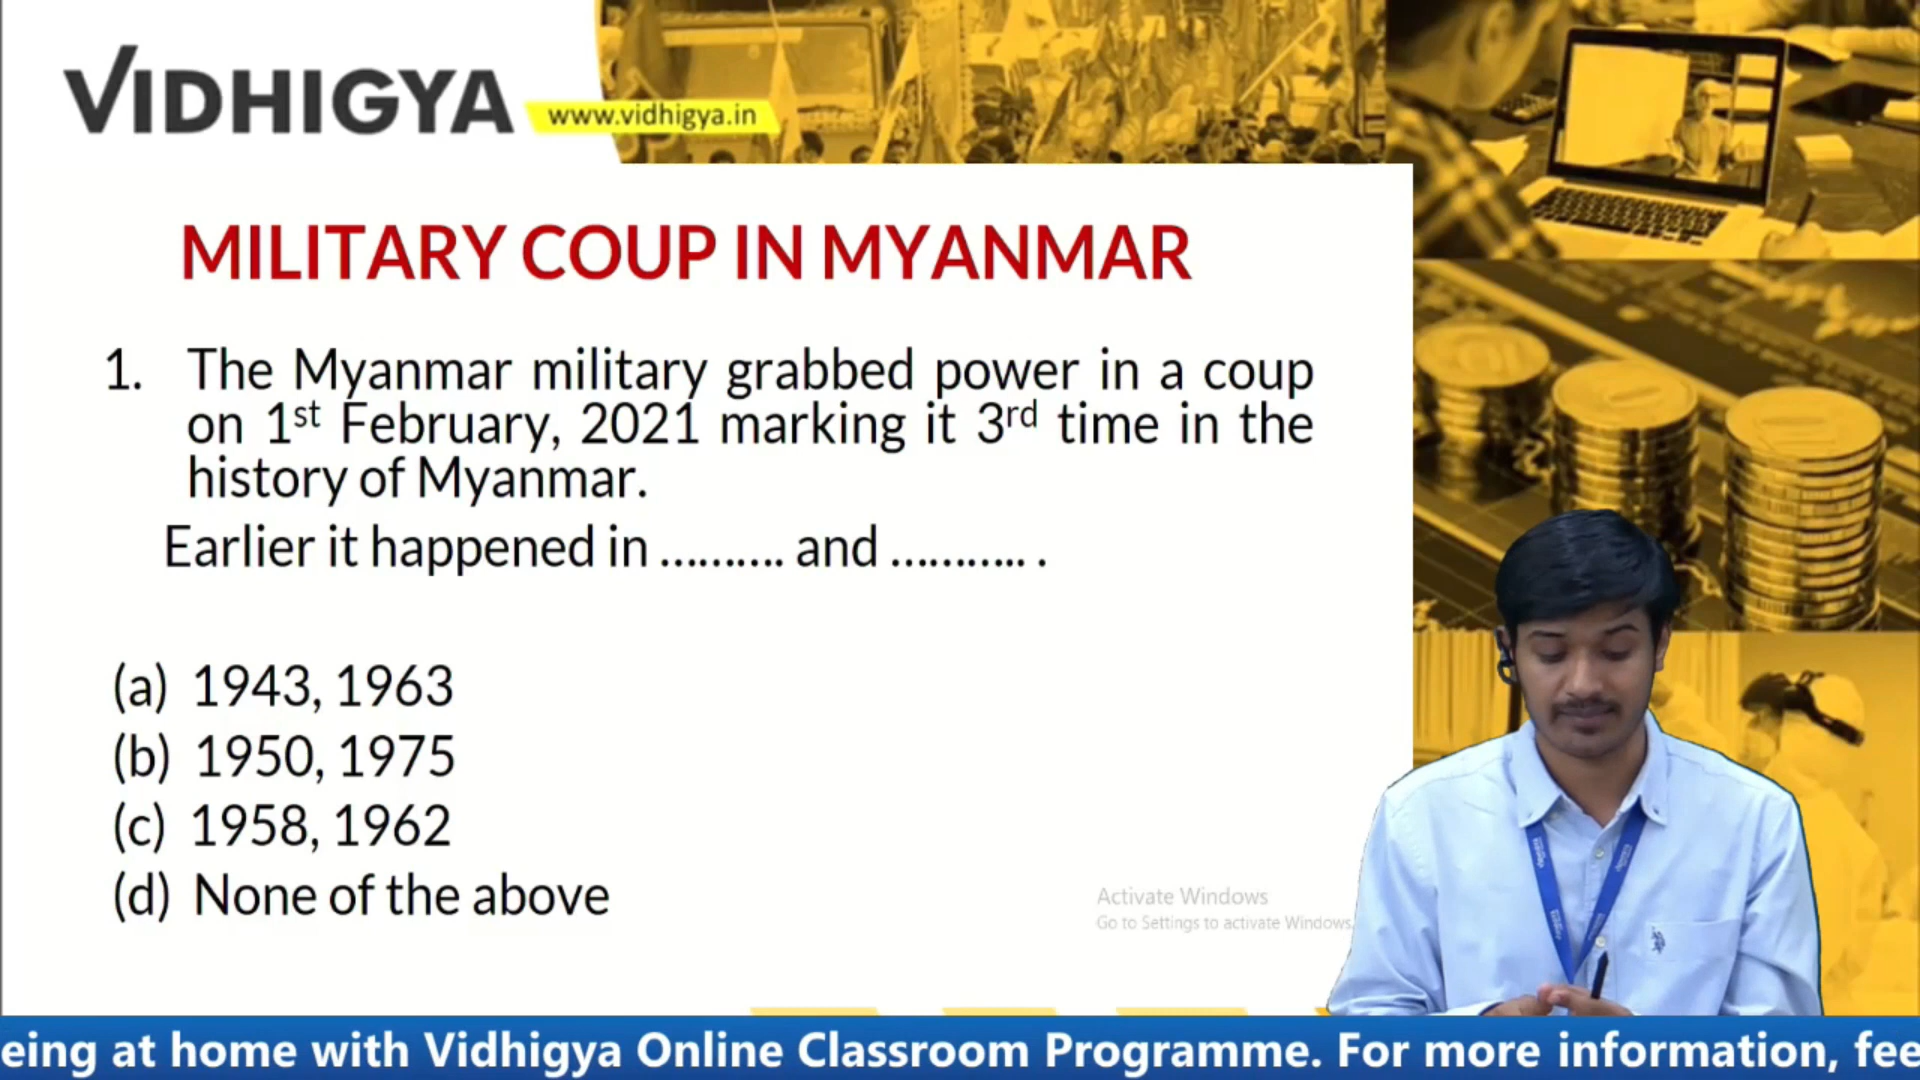 VIDHIGYA
www.vidhigya.in
MILITARY COUP IN MYANMAR
1. The Myanmar military grabbed power in a coup
on 1st February, 2021 marking it 3rd time in the
history of Myanmar.
Earlier it happened in .......... and ........... .
(a) 1943, 1963
(b) 1950, 1975
(c) 1958, 1962
(d) None of the above
Activate Windows
Go to Settings to activate Windows.
eing at home with Vidhigya Online Classroom Programme. For more information, fee